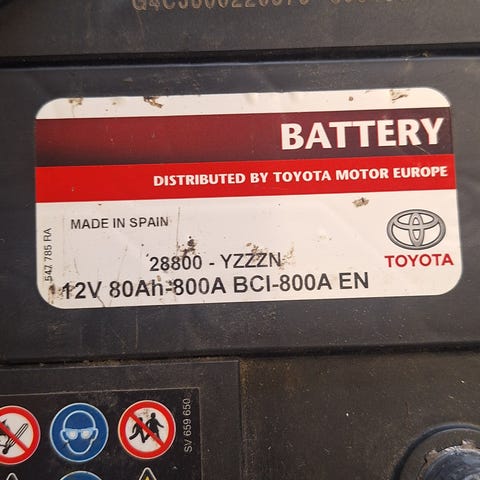 BATTERY
DISTRIBUTED BY TOYOTA MOTOR EUROPE
MADE IN SPAIN
TOYOTA
28800 - YZZZN
12V 80Ah-800A BCI-800A EN
547 785 RA
SV 659 650